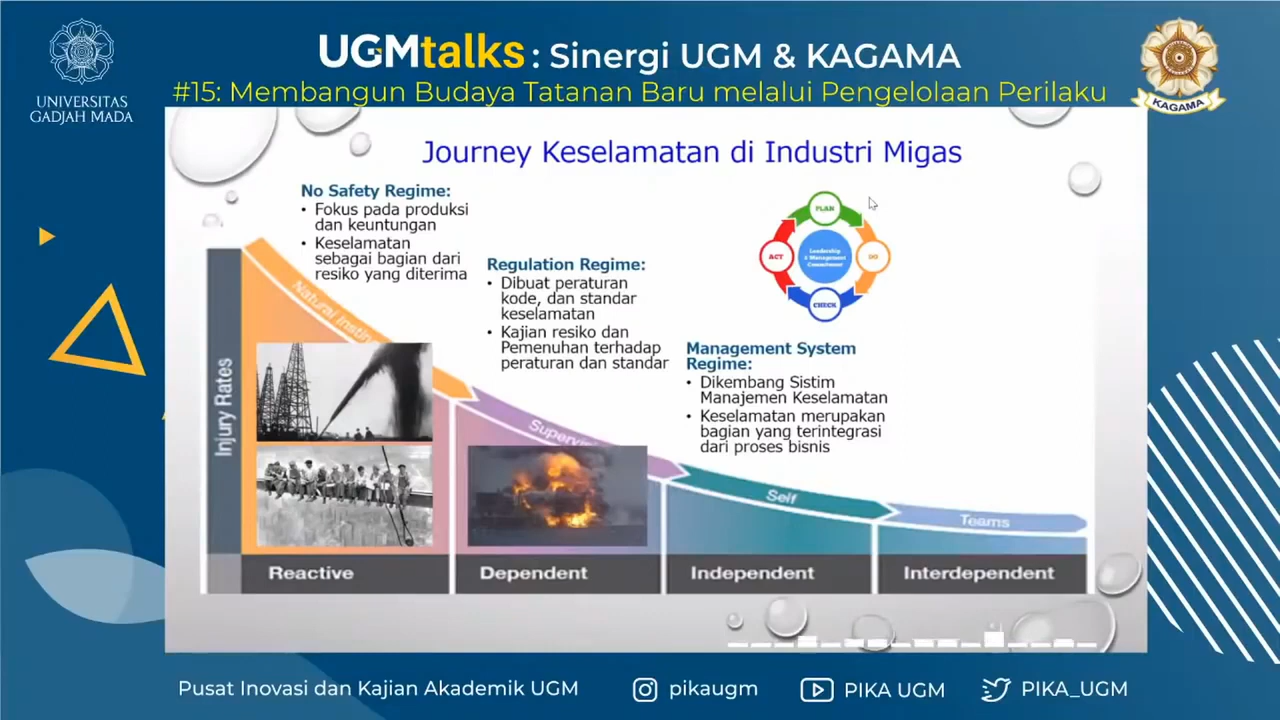 UGMtalks : Sinergi UGM & KAGAMA
#15: Membangun Budaya Tatanan Baru melalui Pengelolaan Perilaku
UNIVERSITAS
GADJAH MADA
KAGAMA
Journey Keselamatan di Industri Migas
No Safety Regime:
• Fokus pada produksi
dan keuntungan
• Keselamatan
sebagai bagian dari
resiko yang diterima
Regulation Regime:
• Dibuat peraturan
kode, dan standar
keselamatan
• Kajian resiko dan
Pemenuhan terhadap
peraturan dan standar
PLAN
DO
CHECK
ACT
Leadership
& Management
Commitment
Management System
Regime:
• Dikembang Sistim
Manajemen Keselamatan
• Keselamatan merupakan
bagian yang terintegrasi
dari proses bisnis
Injury Rates
Natural
Self
Teams
Reactive
Dependent
Independent
Interdependent
Pusat Inovasi dan Kajian Akademik UGM
pikaugm
PIKA UGM
PIKA_UGM